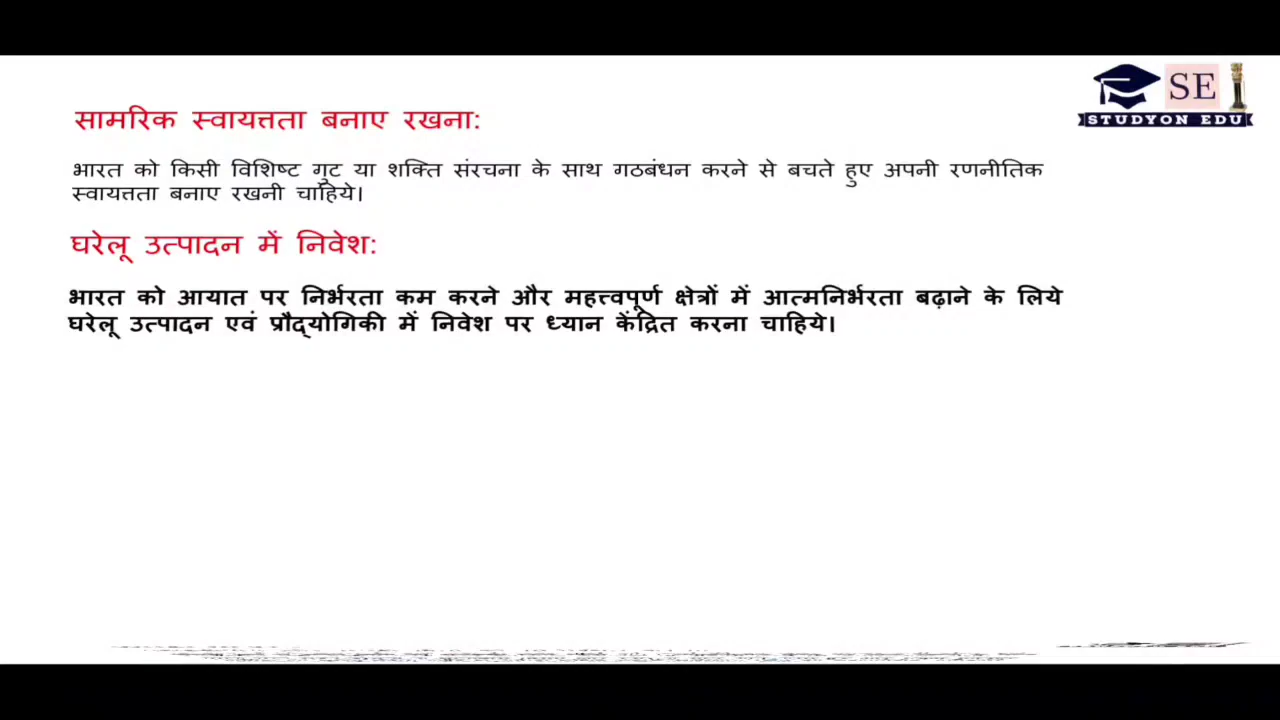 SE
STUDYON EDU
सामरिक स्वायत्तता बनाए रखना:
भारत को किसी विशिष्ट गुट या शक्ति संरचना के साथ गठबंधन करने से बचते हुए अपनी रणनीतिक
स्वायत्तता बनाए रखनी चाहिये।
घरेलू उत्पादन में निवेश:
भारत को आयात पर निर्भरता कम करने और महत्त्वपूर्ण क्षेत्रों में आत्मनिर्भरता बढ़ाने के लिये
घरेलू उत्पादन एवं प्रौद्योगिकी में निवेश पर ध्यान केंद्रित करना चाहिये।